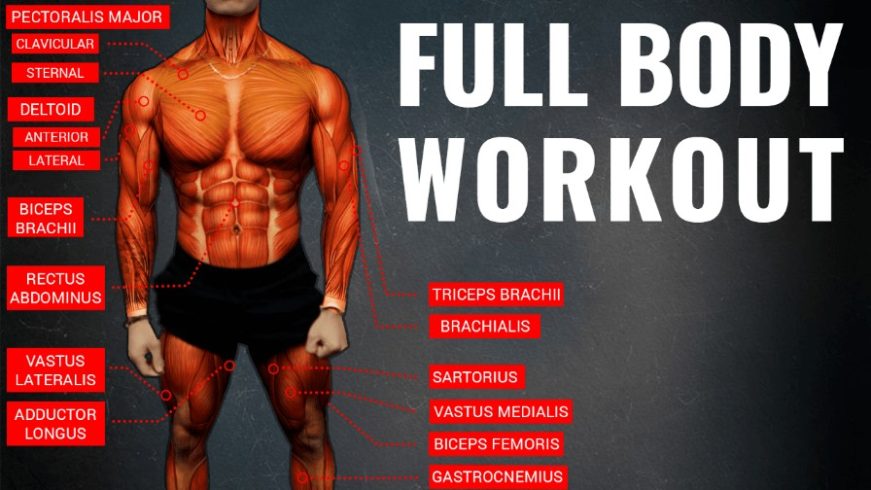 PECTORALIS MAJOR
CLAVICULAR
STERNAL
DELTOID
ANTERIOR
LATERAL
BICEPS
BRACHII
RECTUS
ABDOMINUS
VASTUS
LATERALIS
ADDUCTOR
LONGUS
FULL BODY
WORKOUT
TRICEPS BRACHII
BRACHIALIS
SARTORIUS
VASTUS MEDIALIS
BICEPS FEMORIS
GASTROCNEMIUS